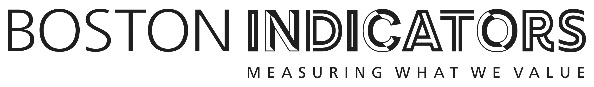 BOSTON INDICATORS
MEASURING WHAT WE VALUE